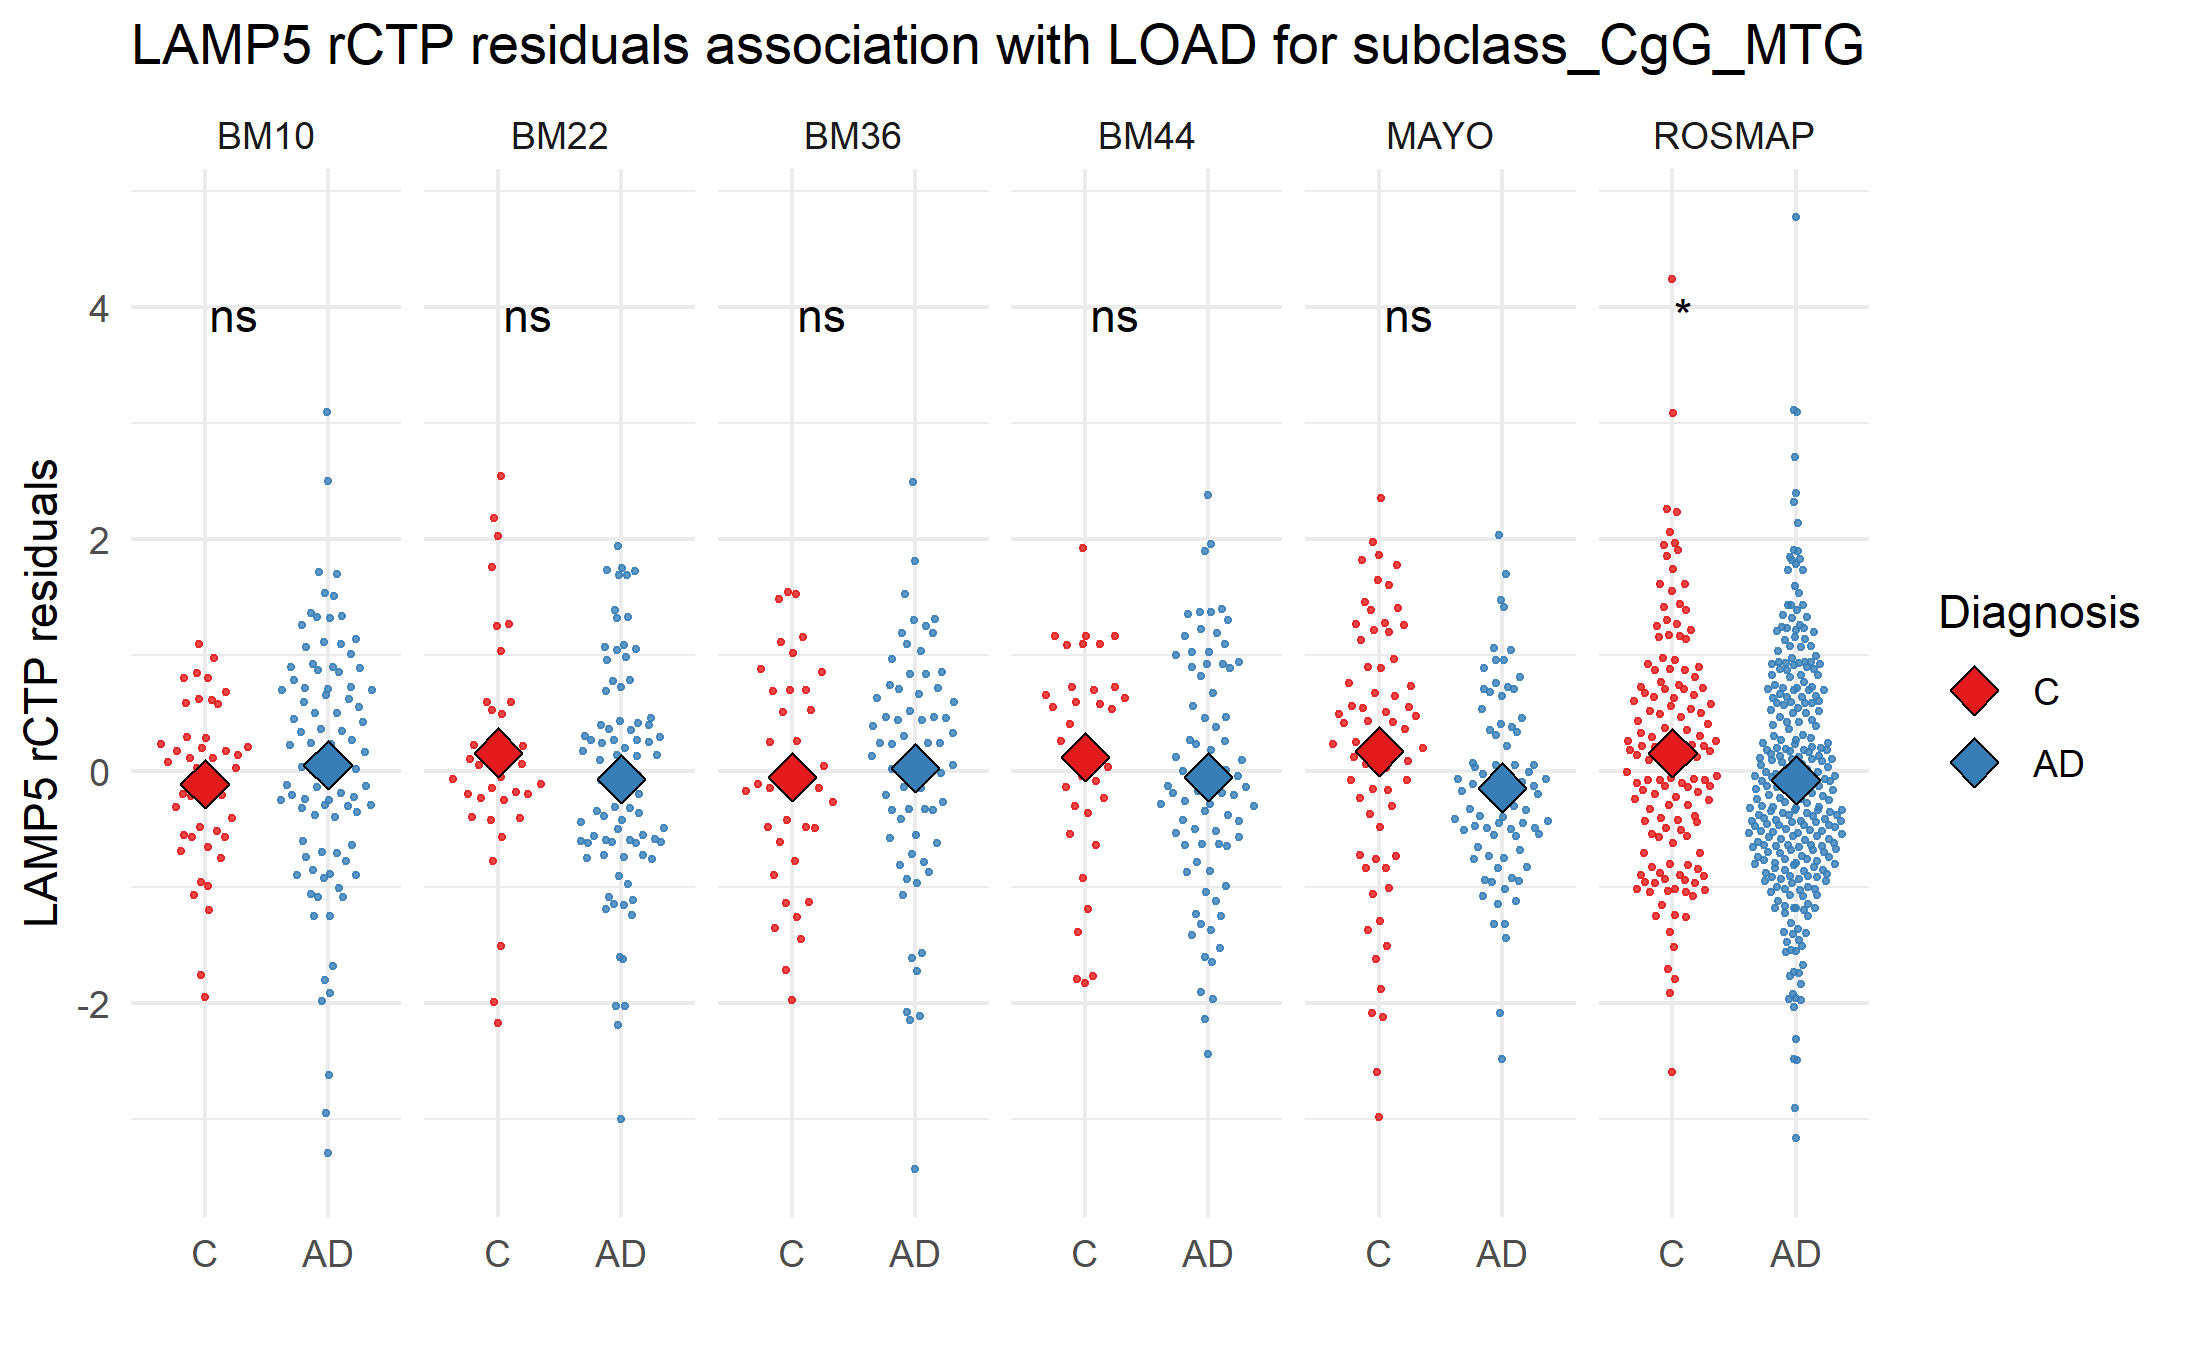 LAMP5 rCTP residuals association with LOAD for subclass_CgG_MTG
BM10 BM22 BM36 BM44 MAYO ROSMAP
ns ns ns ns ns *
4
2
0
-2
LAMP5 rCTP residuals
C AD C AD C AD C AD C AD C AD
Diagnosis
C
AD